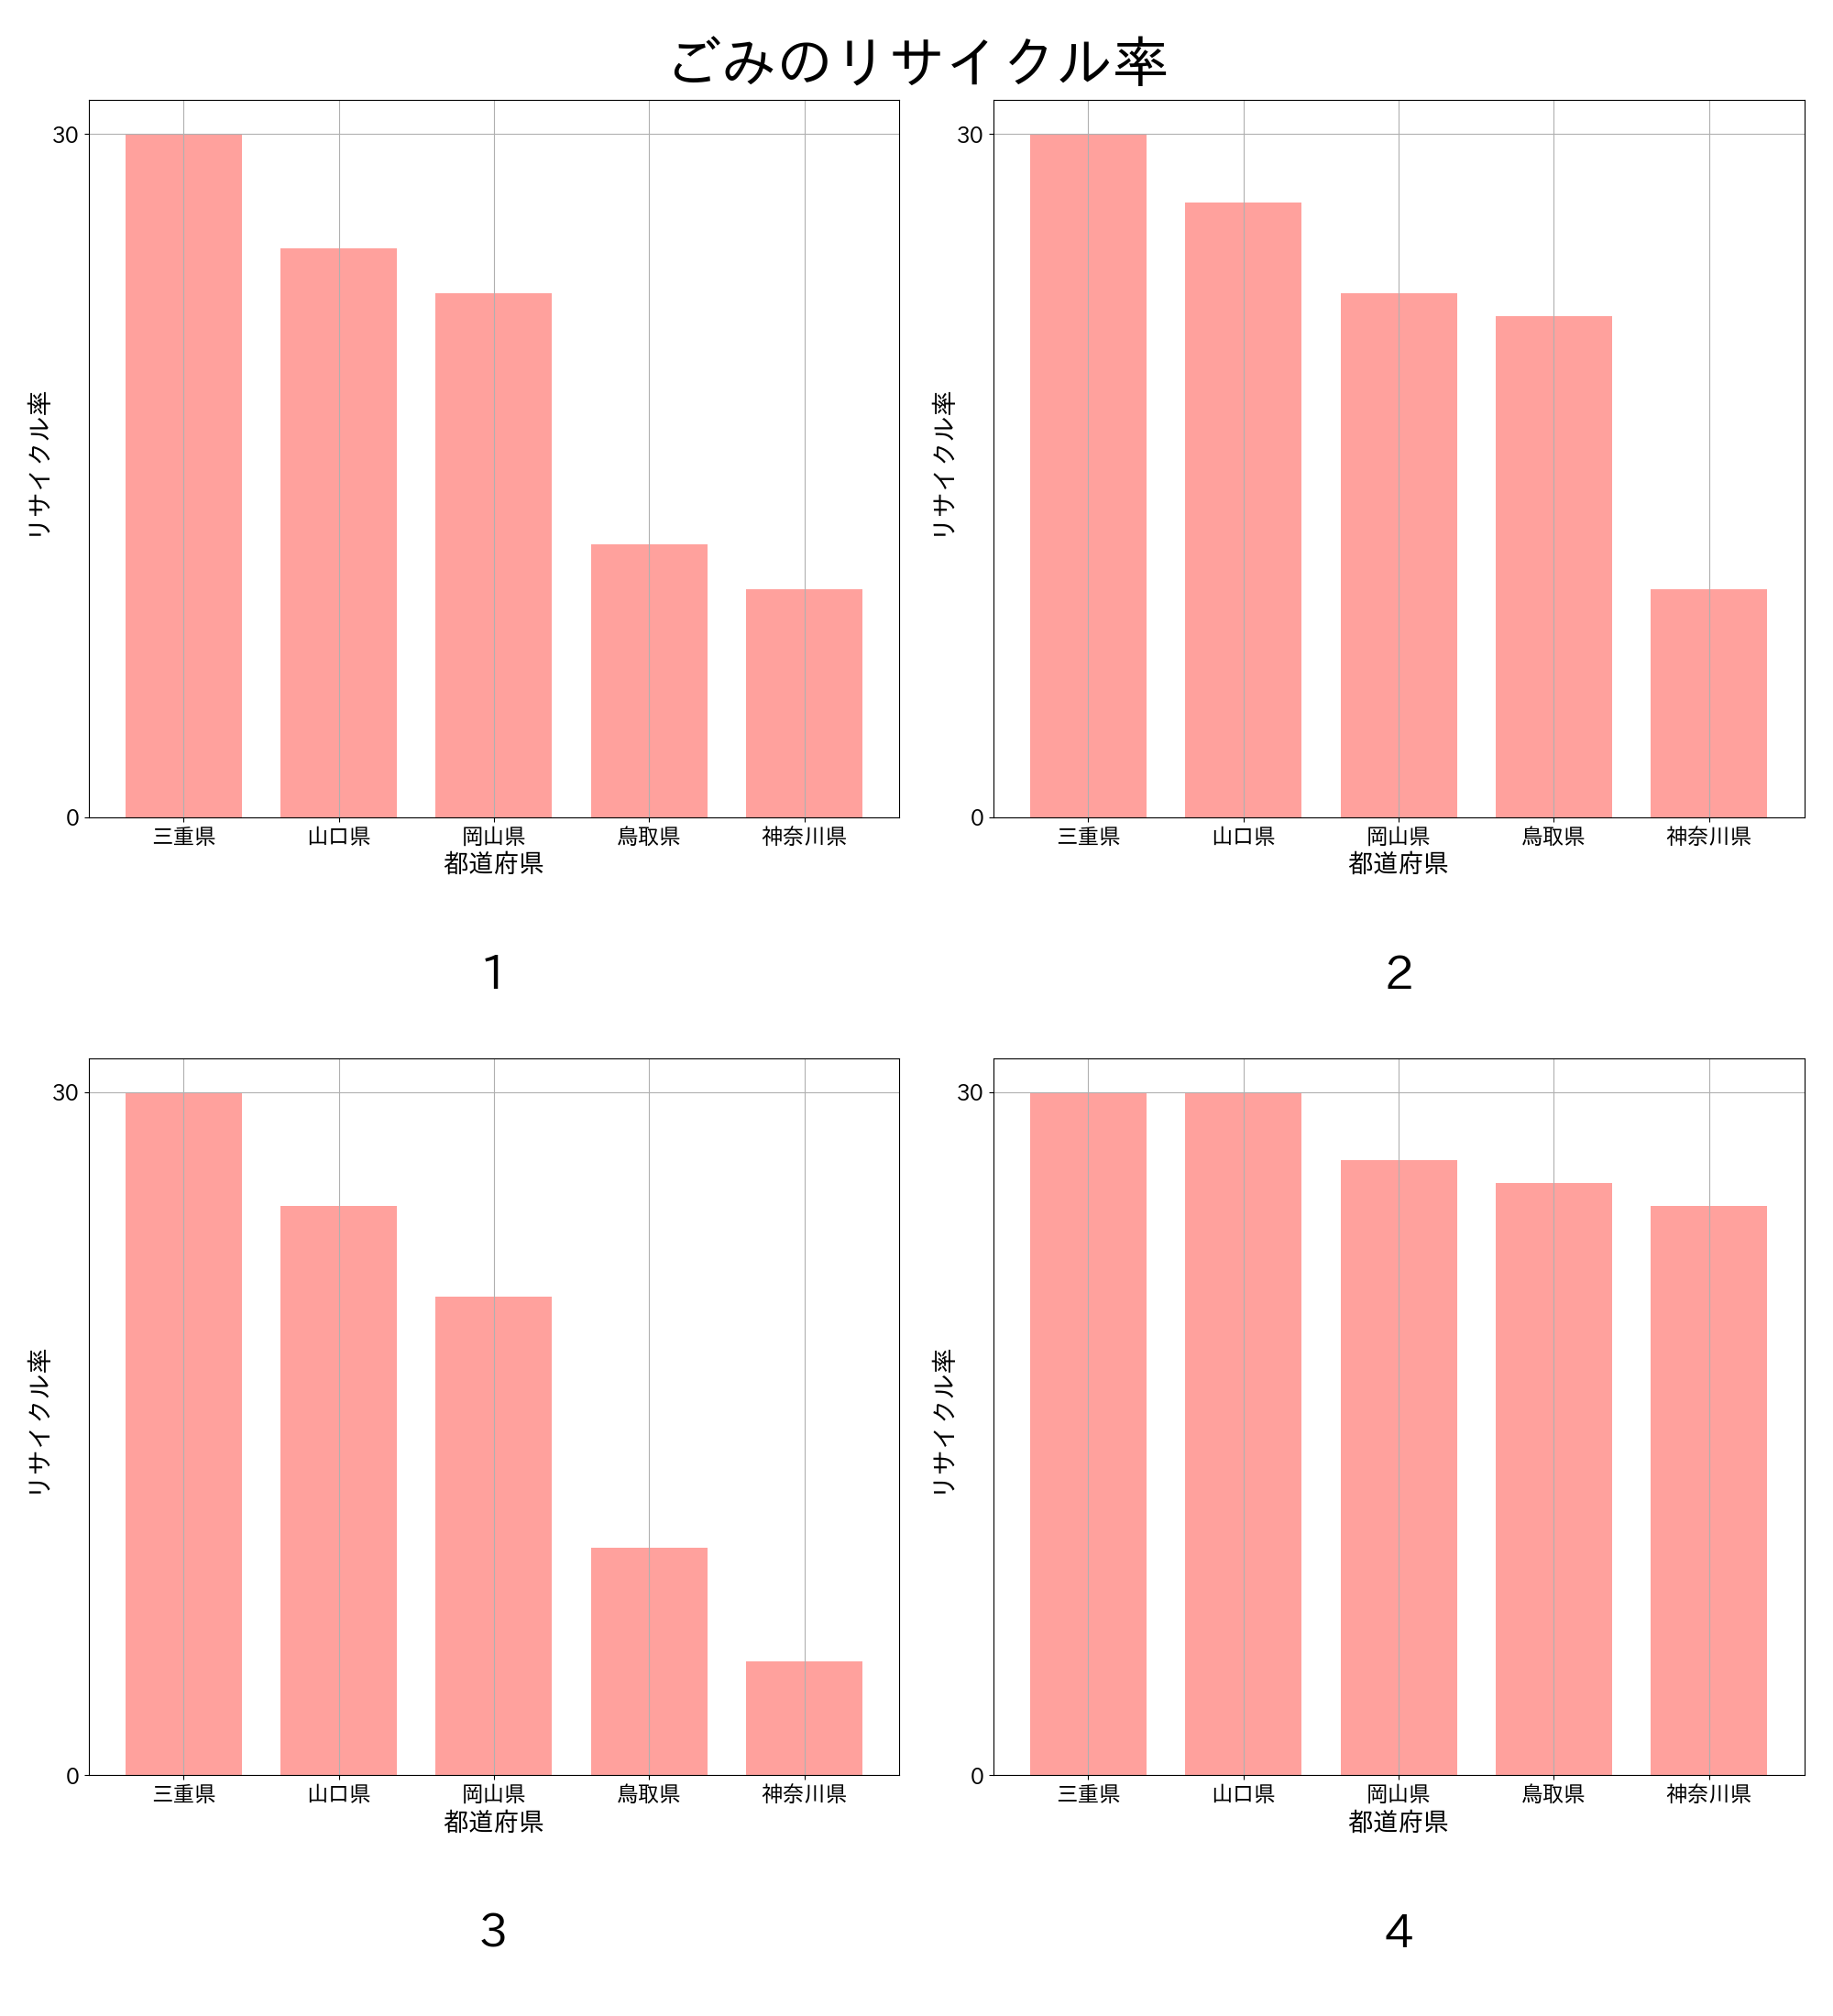 ごみのリサイクル率
30
0
リサイクル率
三重県 山口県 岡山県 鳥取県 神奈川県
都道府県
1
30
0
リサイクル率
三重県 山口県 岡山県 鳥取県 神奈川県
都道府県
2
30
0
リサイクル率
三重県 山口県 岡山県 鳥取県 神奈川県
都道府県
3
30
0
リサイクル率
三重県 山口県 岡山県 鳥取県 神奈川県
都道府県
4